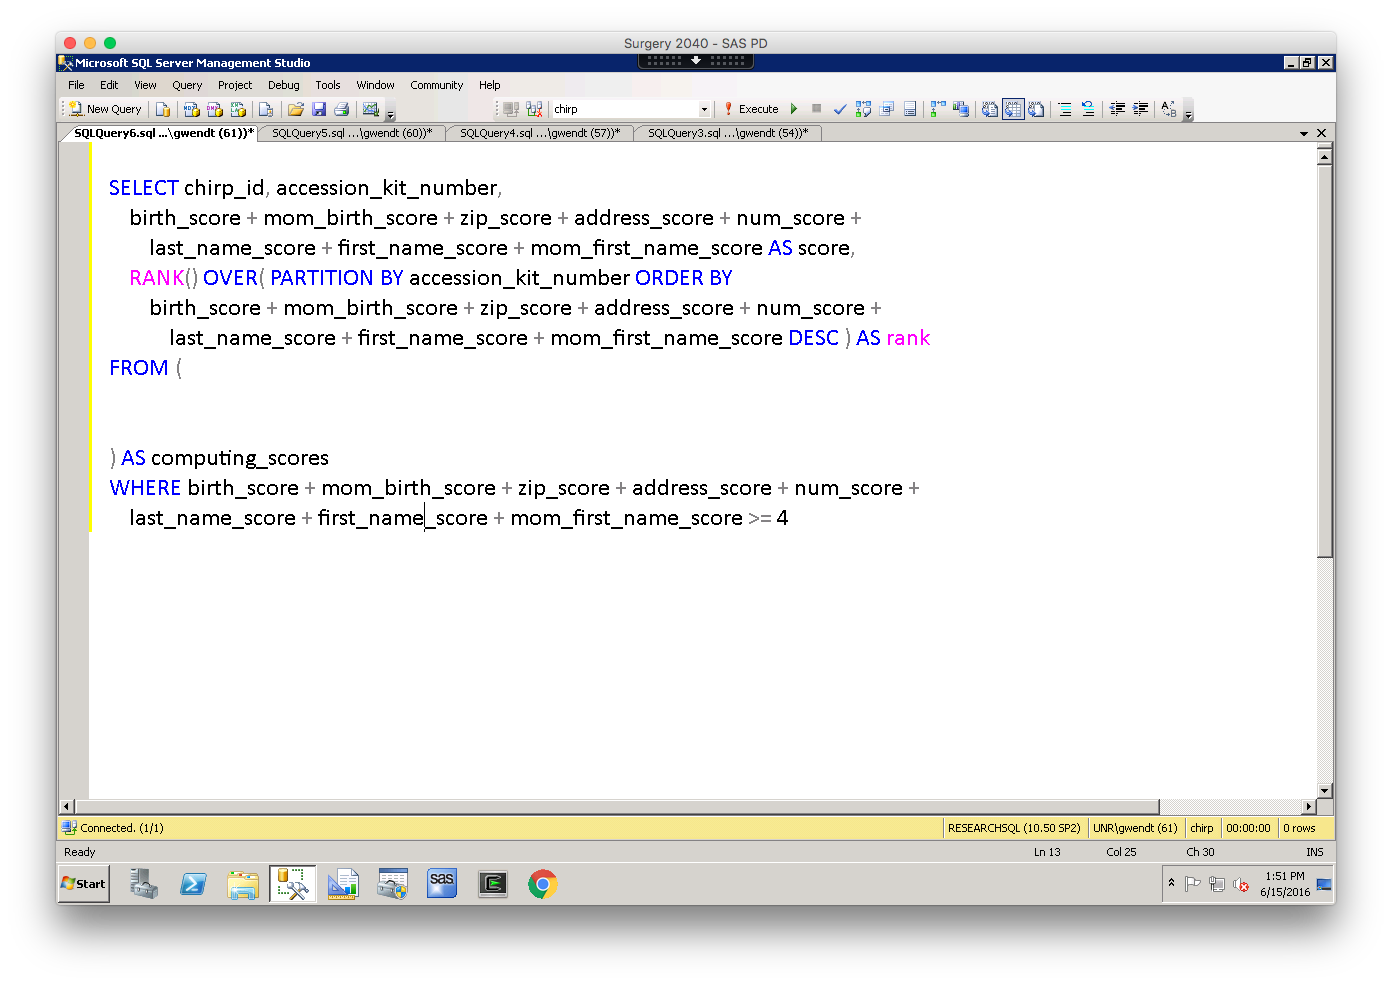 Surgery 2040 - SAS PD
Microsoft SQL Server Management Studio
File Edit View Query Project Debug Tools Window Community Help
New Query chirp Execute
SQLQuery6.sql ...\gwendt (61))* SQLQuery5.sql ...\gwendt (60))* SQLQuery4.sql ...\gwendt (57))* SQLQuery3.sql ...\gwendt (54))*
SELECT chirp_id, accession_kit_number,
birth_score + mom_birth_score + zip_score + address_score + num_score +
last_name_score + first_name_score + mom_first_name_score AS score,
RANK() OVER( PARTITION BY accession_kit_number ORDER BY
birth_score + mom_birth_score + zip_score + address_score + num_score +
last_name_score + first_name_score + mom_first_name_score DESC ) AS rank
FROM (
) AS computing_scores
WHERE birth_score + mom_birth_score + zip_score + address_score + num_score +
last_name_score + first_name_score + mom_first_name_score >= 4
Connected. (1/1) RESEARCHSQL (10.50 SP2) UNR\gwendt (61) chirp 00:00:00 0 rows
Ready Ln 13 Col 25 Ch 30 INS
Start sas 1:51 PM
6/15/2016